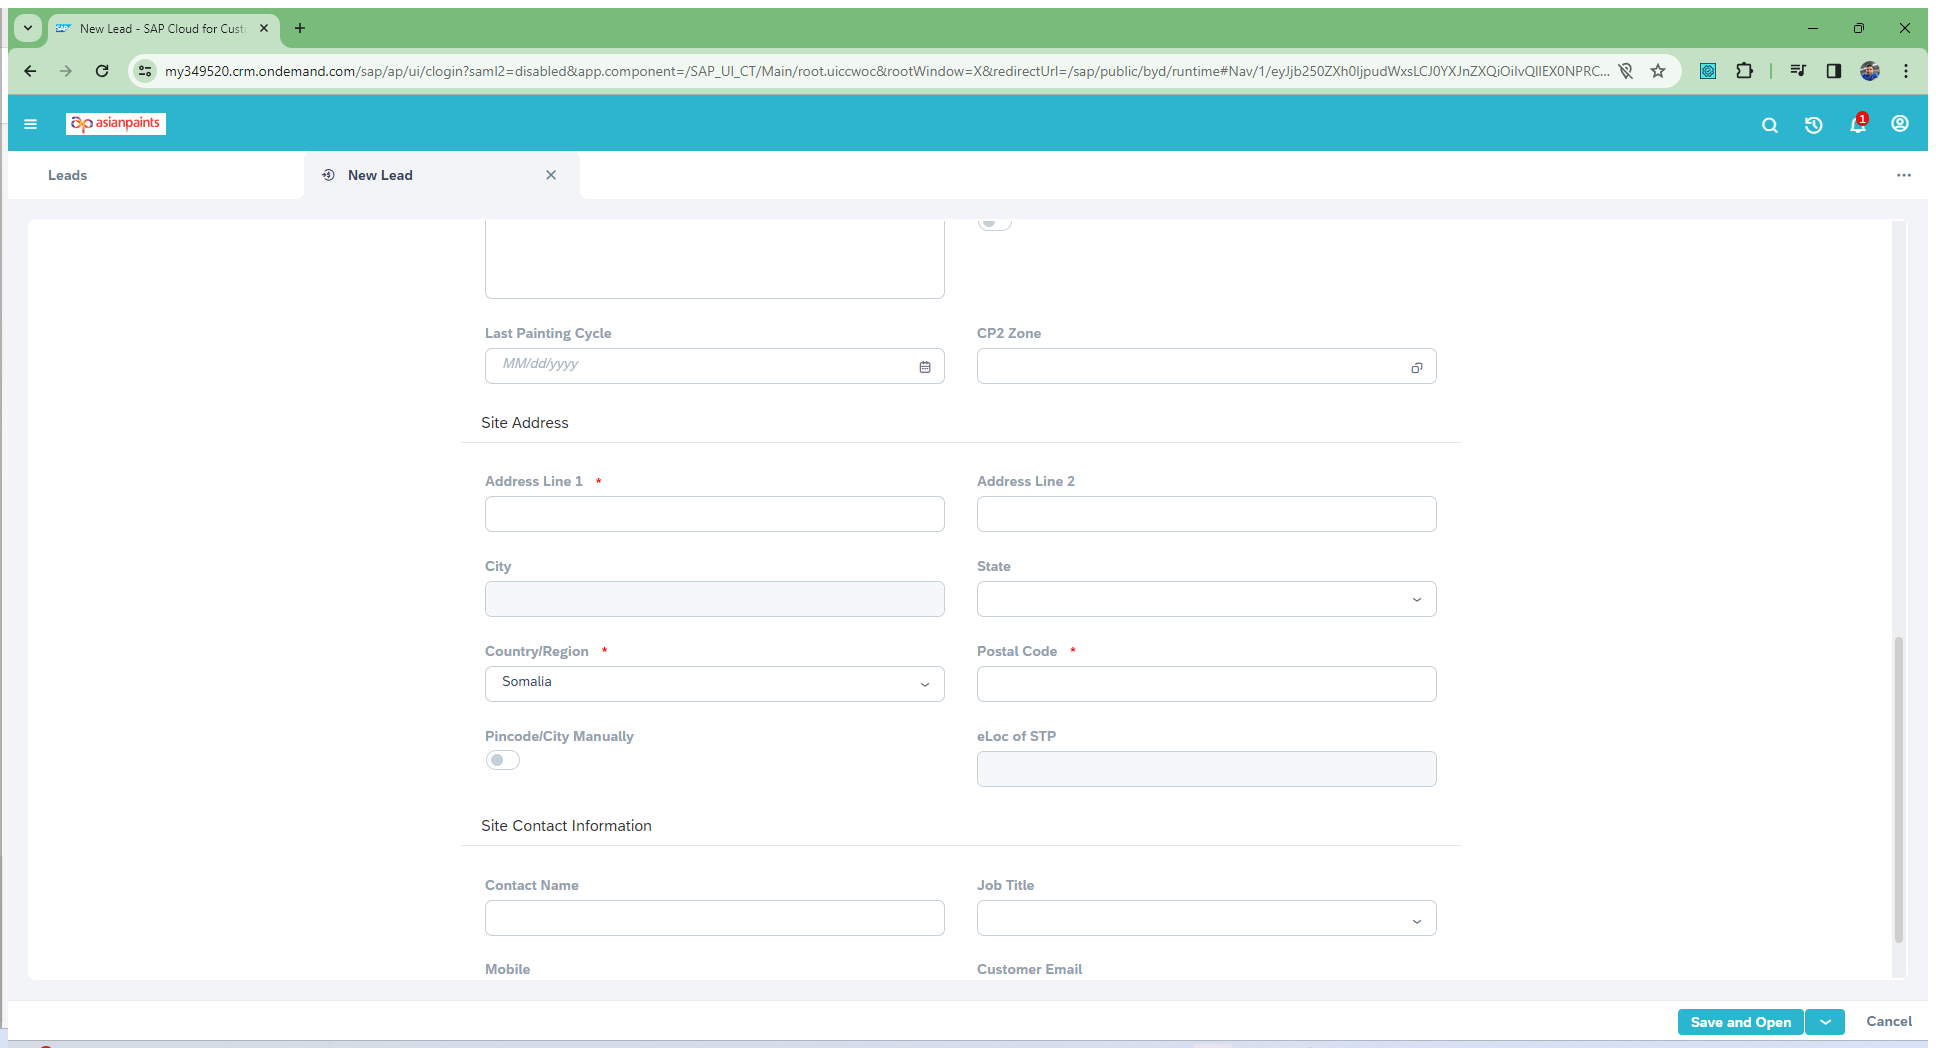 New Lead - SAP Cloud for Cust
my349520.crm.ondemand.com/sap/ap/ui/clogin?saml2=disabled&app.component=/SAP_UI_CT/Main/root.uiccwoc&rootWindow=X&redirectUrl=/sap/public/byd/runtime#Nav/1/eyJjb250ZXh0IjpudWxsLCJ0YXJnZXQiOiIvQllEX0NPRC...
ap asianpaints
1
Leads
New Lead
Last Painting Cycle
CP2 Zone
MM/dd/yyyy
Site Address
Address Line 1 *
Address Line 2
City
State
Country/Region *
Postal Code *
Somalia
Pincode/City Manually
eLoc of STP
Site Contact Information
Contact Name
Job Title
Mobile
Customer Email
Save and Open
Cancel